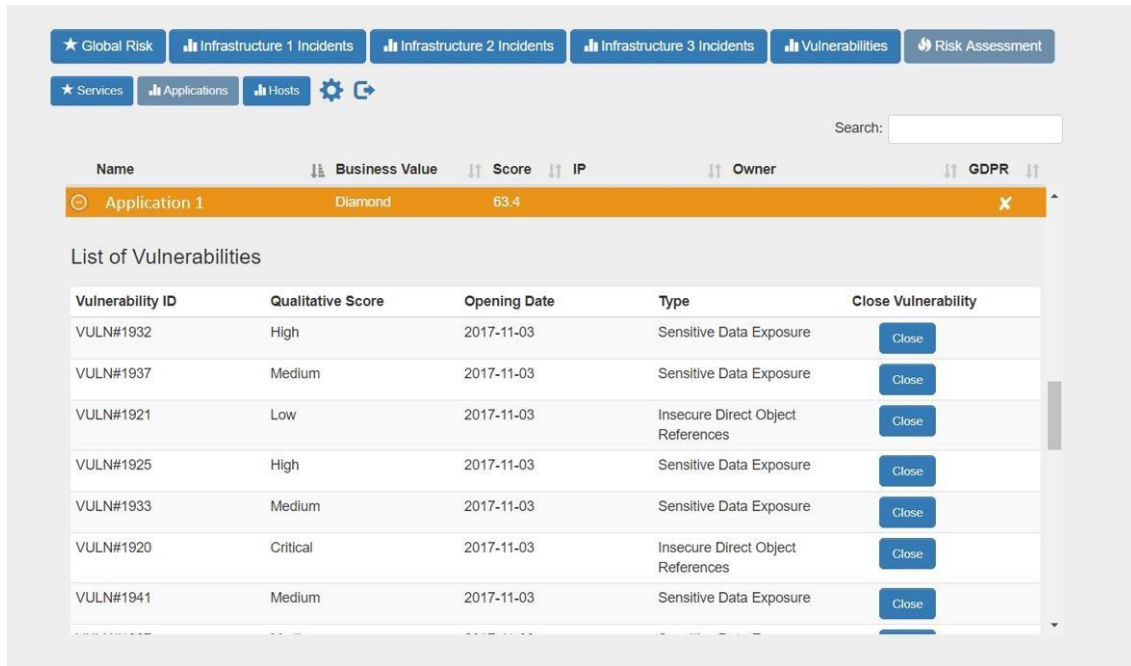 Global Risk Infrastructure 1 Incidents Infrastructure 2 Incidents Infrastructure 3 Incidents Vulnerabilities Risk Assessment
Services Applications Hosts
Search:
Name Business Value Score IP Owner GDPR
Application 1 Diamond 63.4
List of Vulnerabilities
Vulnerability ID Qualitative Score Opening Date Type Close Vulnerability
VULN#1932 High 2017-11-03 Sensitive Data Exposure Close
VULN#1937 Medium 2017-11-03 Sensitive Data Exposure Close
VULN#1921 Low 2017-11-03 Insecure Direct Object
References Close
VULN#1925 High 2017-11-03 Sensitive Data Exposure Close
VULN#1933 Medium 2017-11-03 Sensitive Data Exposure Close
VULN#1920 Critical 2017-11-03 Insecure Direct Object
References Close
VULN#1941 Medium 2017-11-03 Sensitive Data Exposure Close